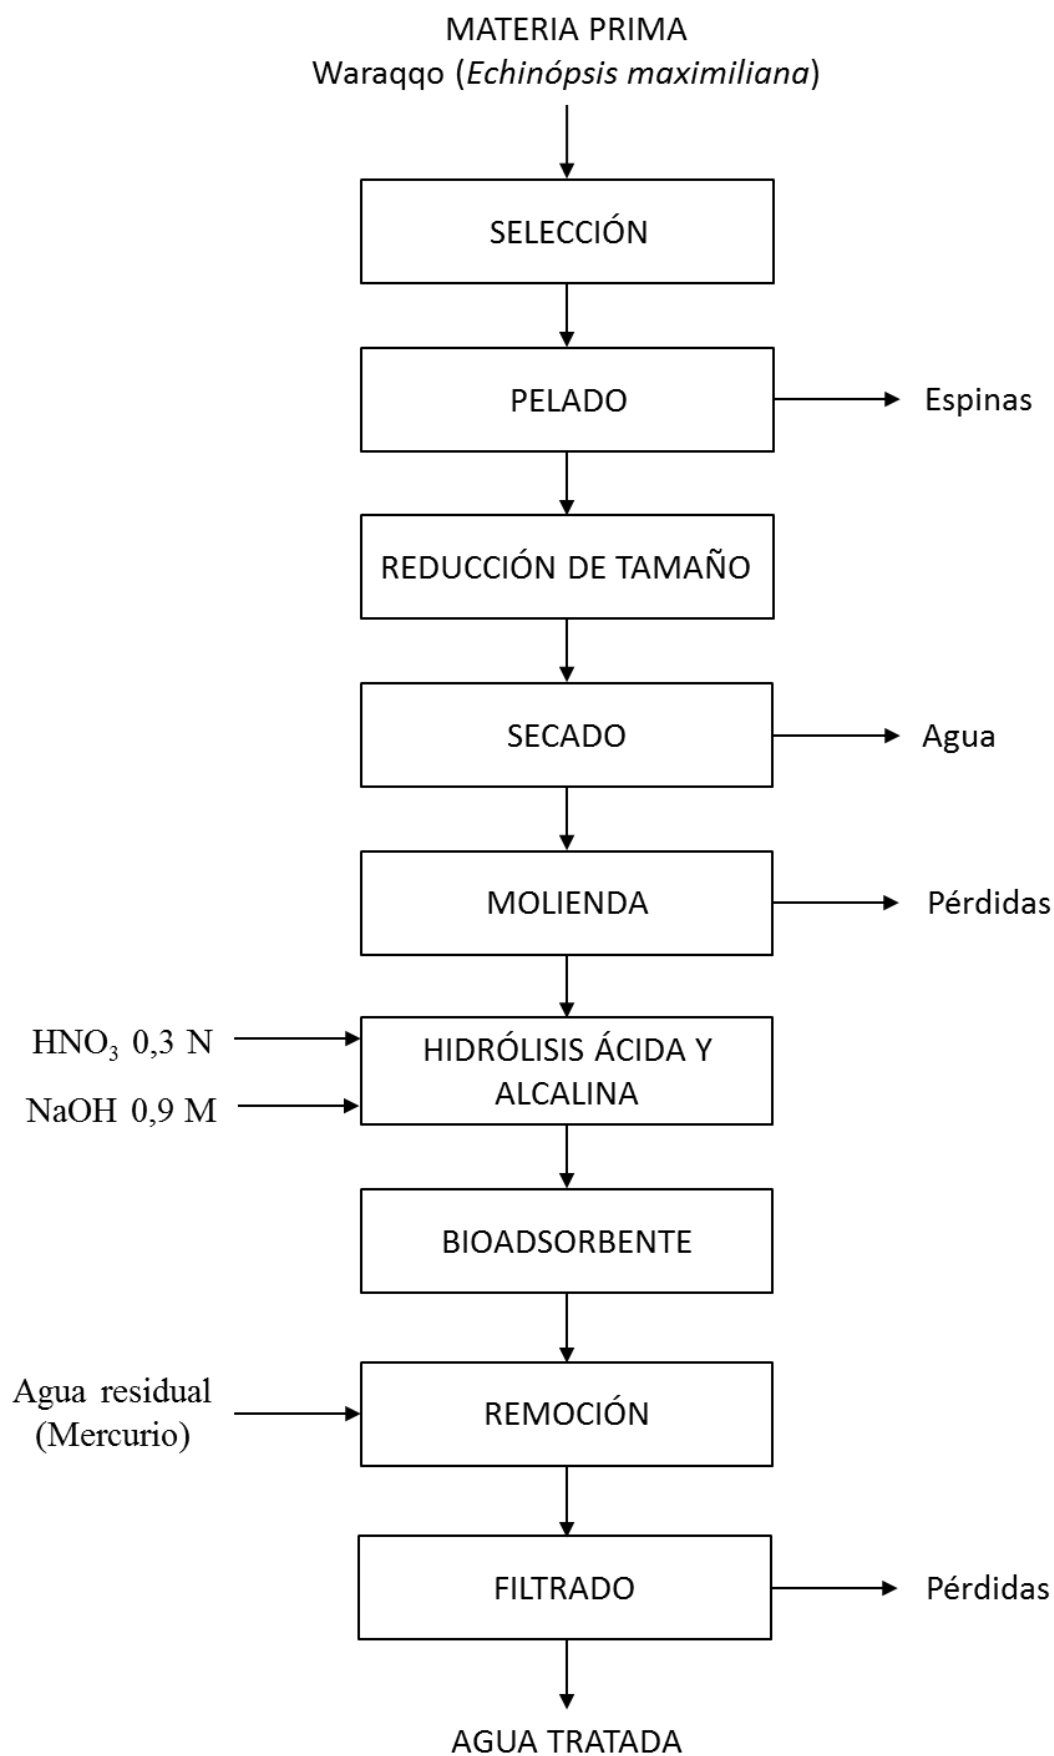 MATERIA PRIMA
Waraqqo (Echinópsis maximiliana)
SELECCIÓN
PELADO
Espinas
REDUCCIÓN DE TAMAÑO
SECADO
Agua
MOLIENDA
Pérdidas
HNO₃ 0,3 N
NaOH 0,9 M
HIDRÓLISIS ÁCIDA Y
ALCALINA
BIOADSORBENTE
Agua residual
(Mercurio)
REMOCIÓN
FILTRADO
Pérdidas
AGUA TRATADA